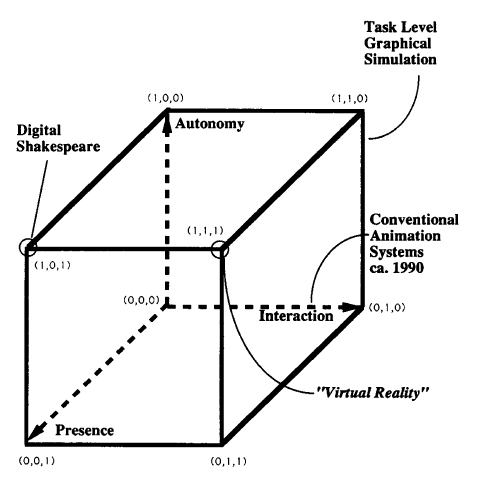 Task Level
Graphical
Simulation
(1,0,0)
(1,1,0)
Autonomy
Digital
Shakespeare
(1,1,1)
(1,0,1)
Conventional
Animation
Systems
ca. 1990
(0,0,0)
Interaction
(0,1,0)
"Virtual Reality"
Presence
(0,0,1)
(0,1,1)